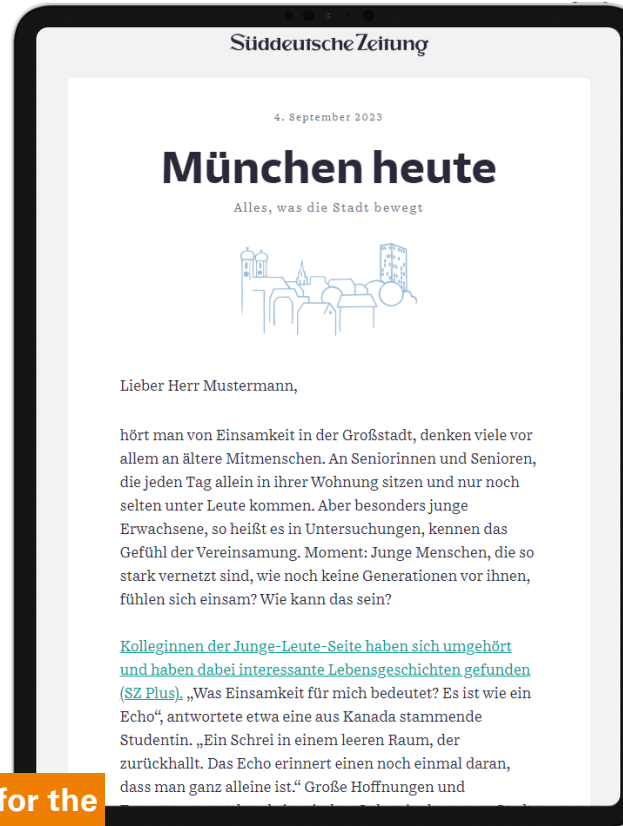 Süddeutsche Zeitung
4. September 2023
München heute
Alles, was die Stadt bewegt
Lieber Herr Mustermann,
hört man von Einsamkeit in der Großstadt, denken viele vor
allem an ältere Mitmenschen. An Seniorinnen und Senioren,
die jeden Tag allein in ihrer Wohnung sitzen und nur noch
selten unter Leute kommen. Aber besonders junge
Erwachsene, so heißt es in Untersuchungen, kennen das
Gefühl der Vereinsamung. Moment: Junge Menschen, die so
stark vernetzt sind, wie noch keine Generationen vor ihnen,
fühlen sich einsam? Wie kann das sein?
Kolleginnen der Junge-Leute-Seite haben sich umgehört
und haben dabei interessante Lebensgeschichten gefunden
(SZ Plus). „Was Einsamkeit für mich bedeutet? Es ist wie ein
Echo“, antwortete etwa eine aus Kanada stammende
Studentin. „Ein Schrei in einem leeren Raum, der
zurückhallt. Das Echo erinnert einen noch einmal daran,
dass man ganz alleine ist.“ Große Hoffnungen und
for the